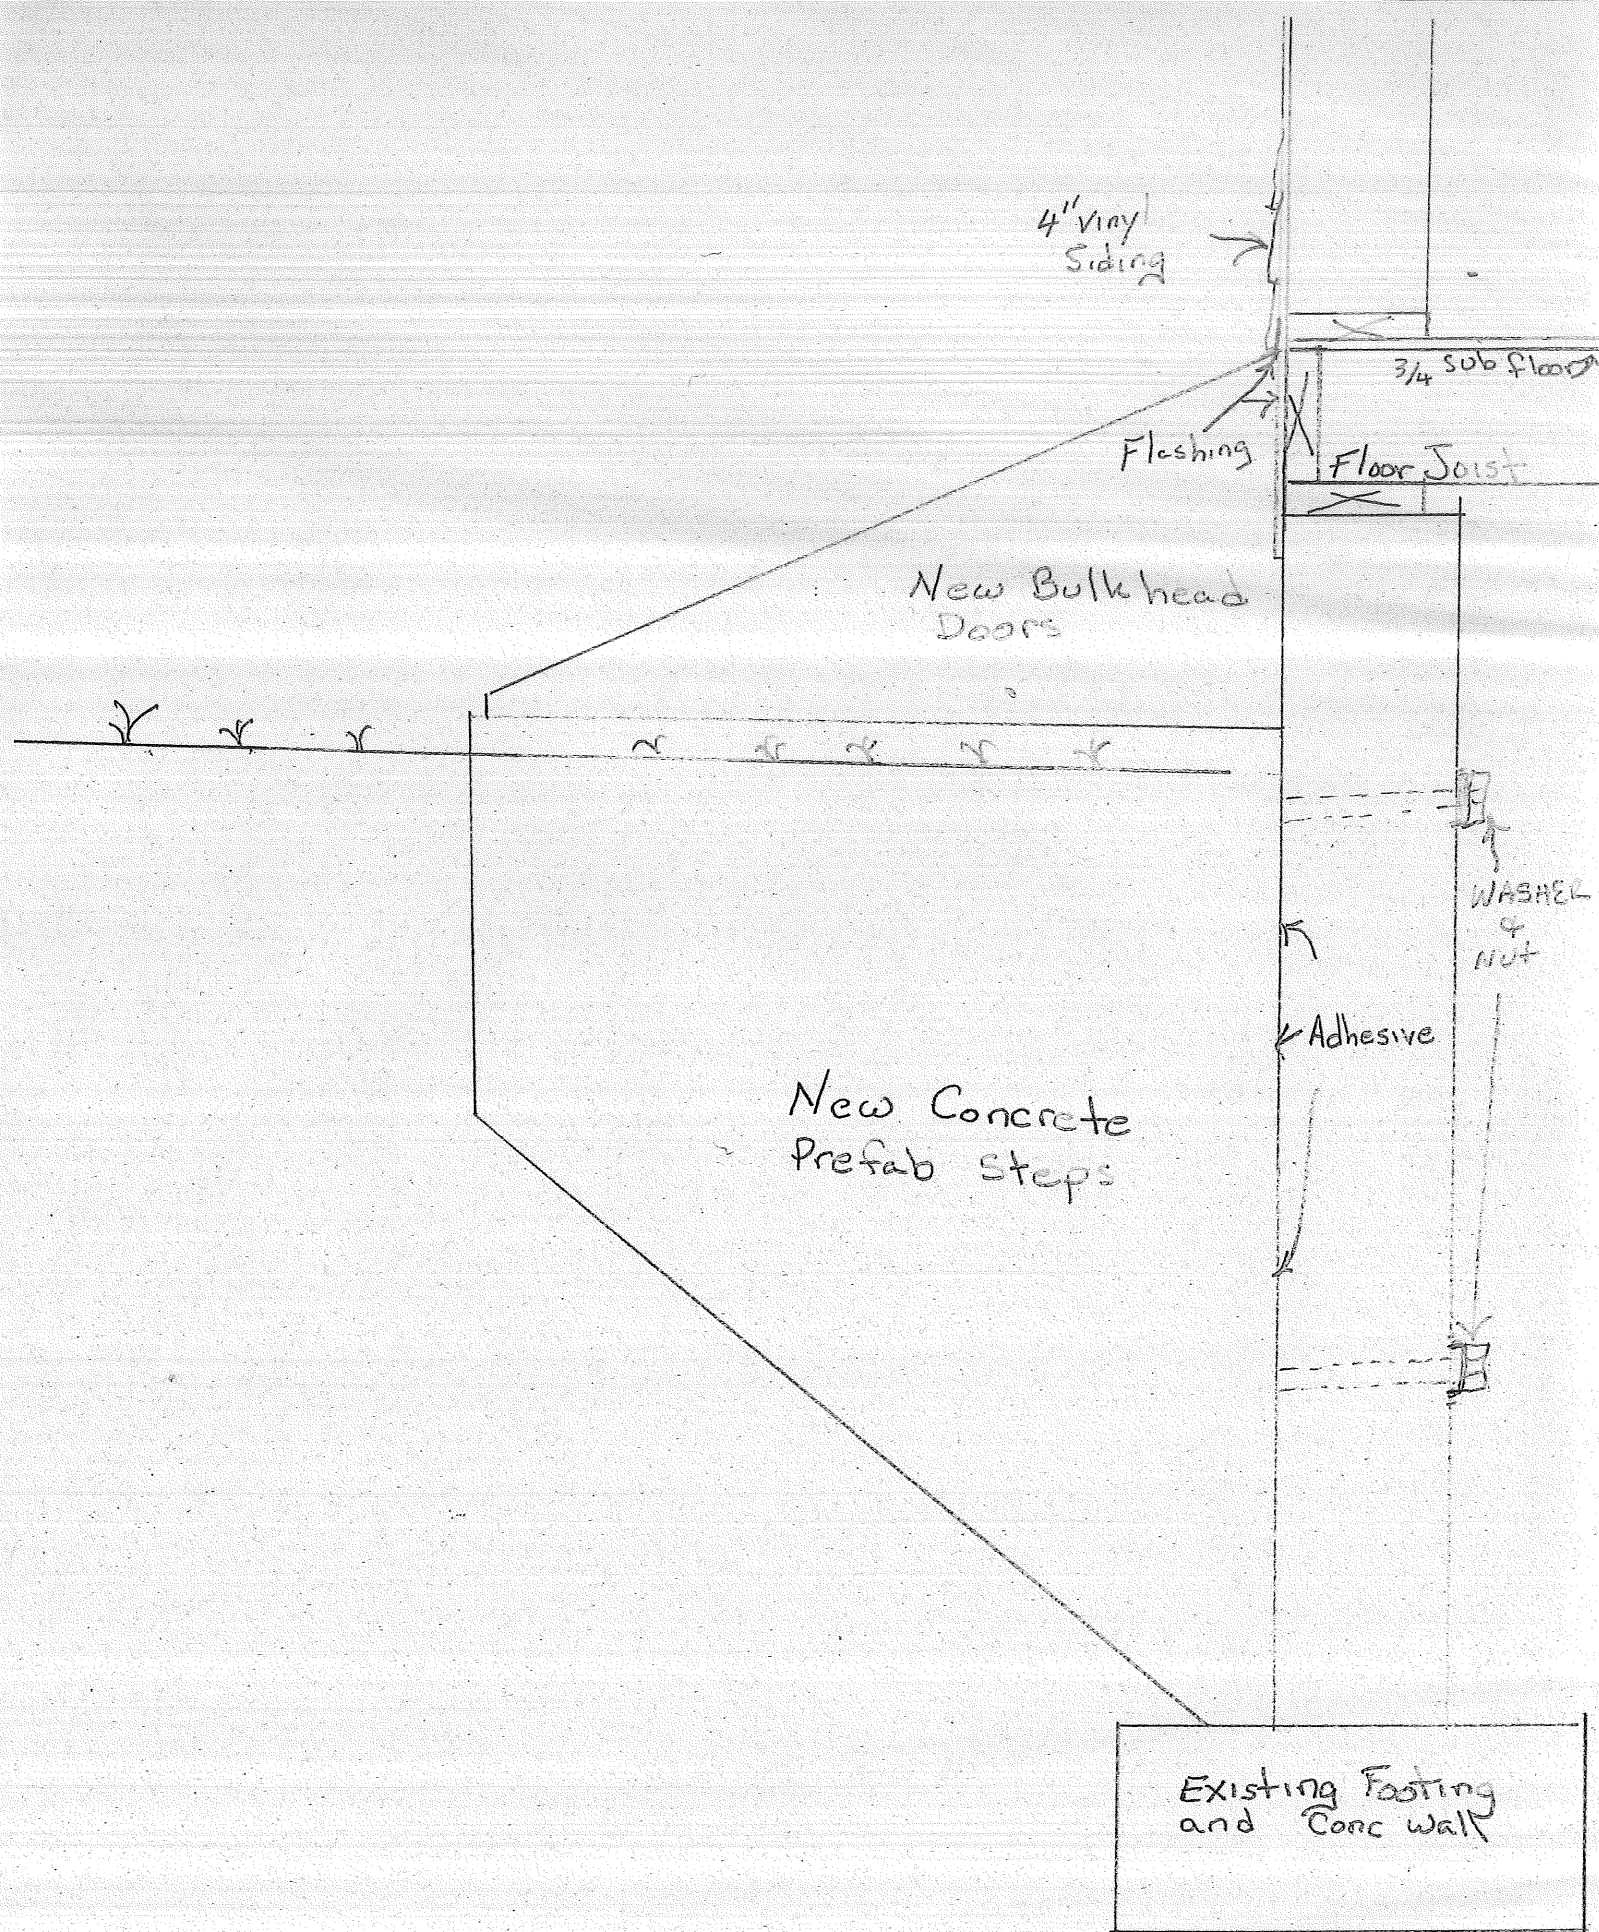 4" Vinyl
Siding
3/4 sub floor
Flashing
Floor Joist
New Bulkhead
Doors
WASHER
&
Nut
Adhesive
New Concrete
Prefab Steps
Existing Footing
and Conc Wall